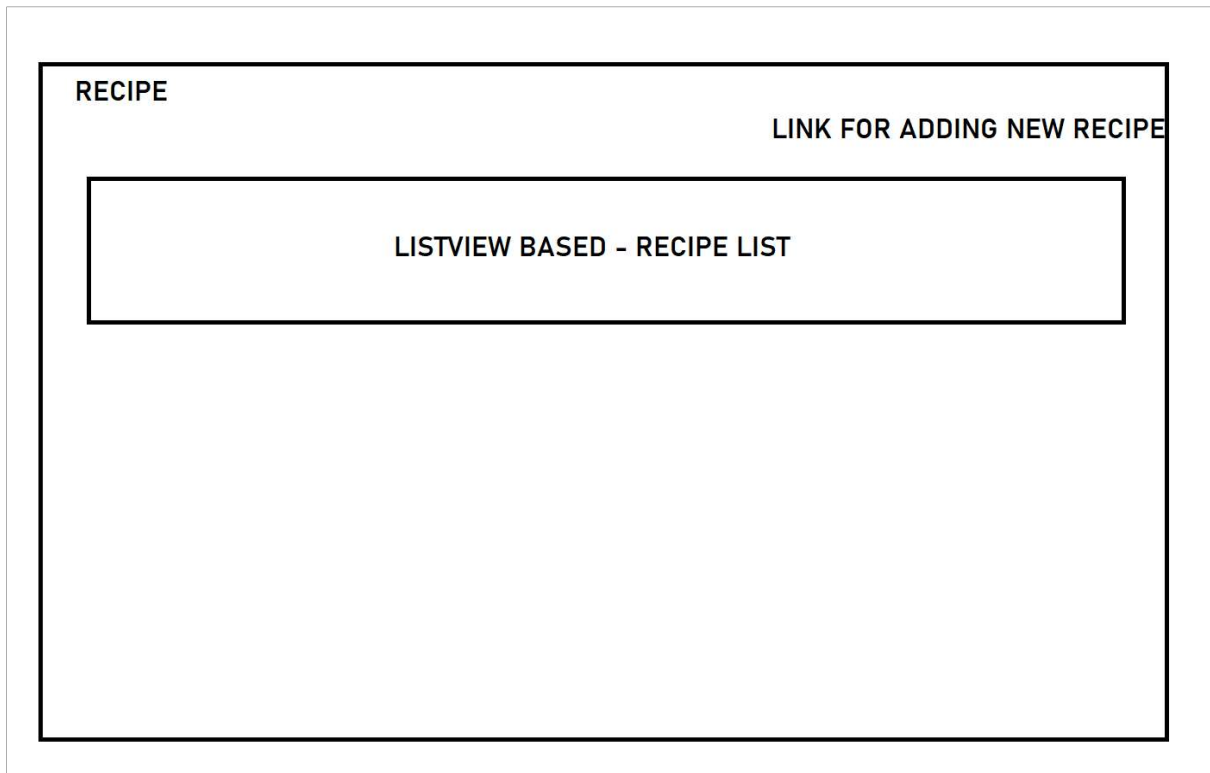 RECIPE
LINK FOR ADDING NEW RECIPE
LISTVIEW BASED - RECIPE LIST